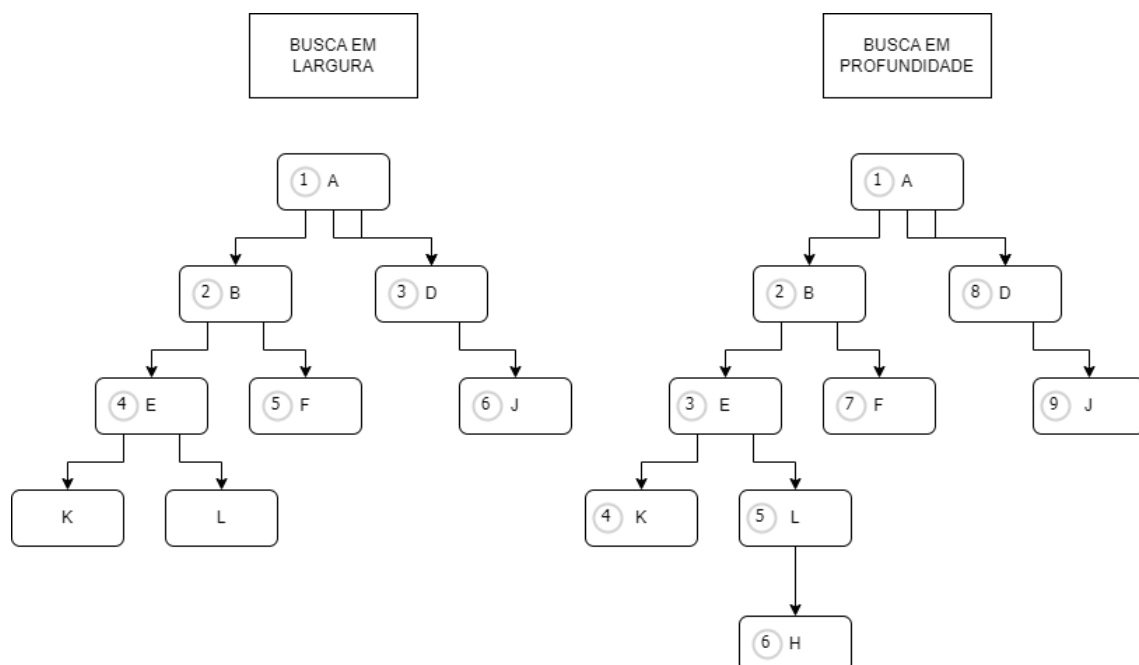 BUSCA EM
LARGURA
BUSCA EM
PROFUNDIDADE
1 A
1 A
2 B
3 D
2 B
8 D
4 E
5 F
6 J
3 E
7 F
9 J
K
L
4 K
5 L
6 H